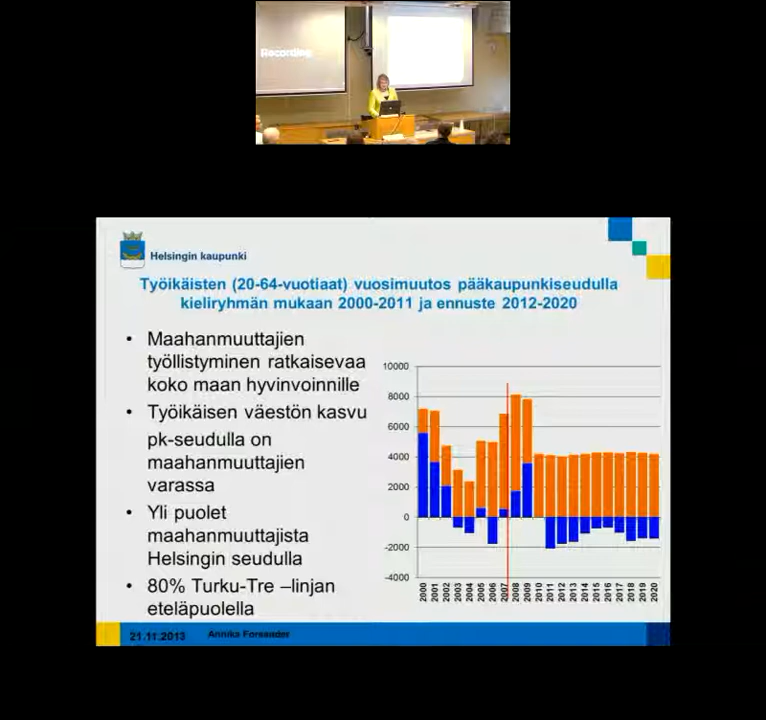 Recording
Helsingin kaupunki
Työikäisten (20-64-vuotiaat) vuosimuutos pääkaupunkiseudulla
kieliryhmän mukaan 2000-2011 ja ennuste 2012-2020
• Maahanmuuttajien
työllistyminen ratkaisevaa
koko maan hyvinvoinnille
• Työikäisen väestön kasvu
pk-seudulla on
maahanmuuttajien
varassa
• Yli puolet
maahanmuuttajista
Helsingin seudulla
• 80% Turku-Tre –linjan
eteläpuolella
10000
8000
6000
4000
2000
0
-2000
-4000
2000 2001 2002 2003 2004 2005 2006 2007 2008 2009 2010 2011 2012 2013 2014 2015 2016 2017 2018 2019 2020
21.11.2013 Annika Forsander